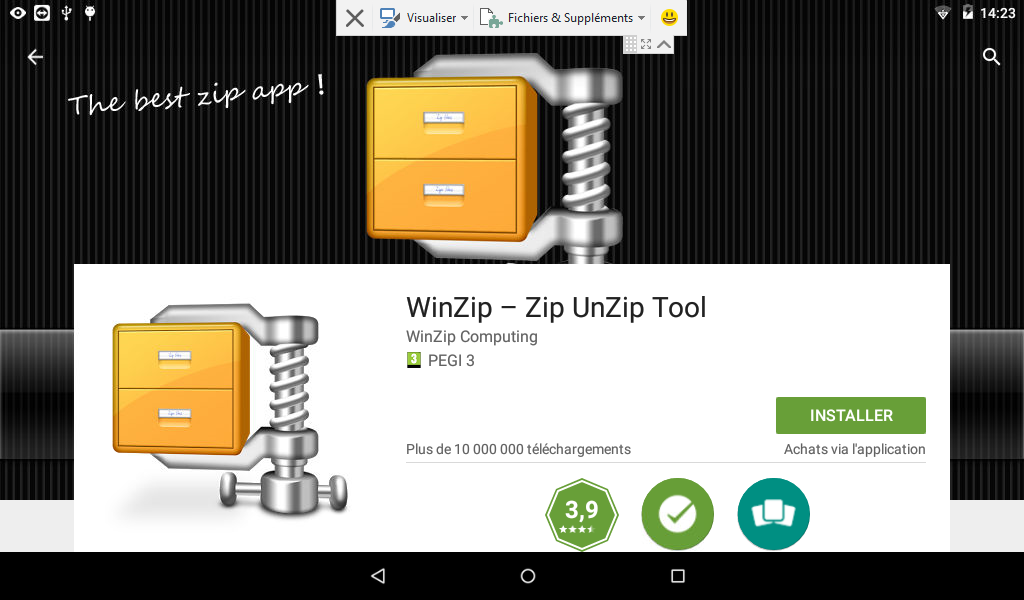 Visualiser
Fichiers & Suppléments
14:23
The best zip app !
WinZip – Zip UnZip Tool
WinZip Computing
3
PEGI 3
INSTALLER
Plus de 10 000 000 téléchargements
Achats via l'application
3,9